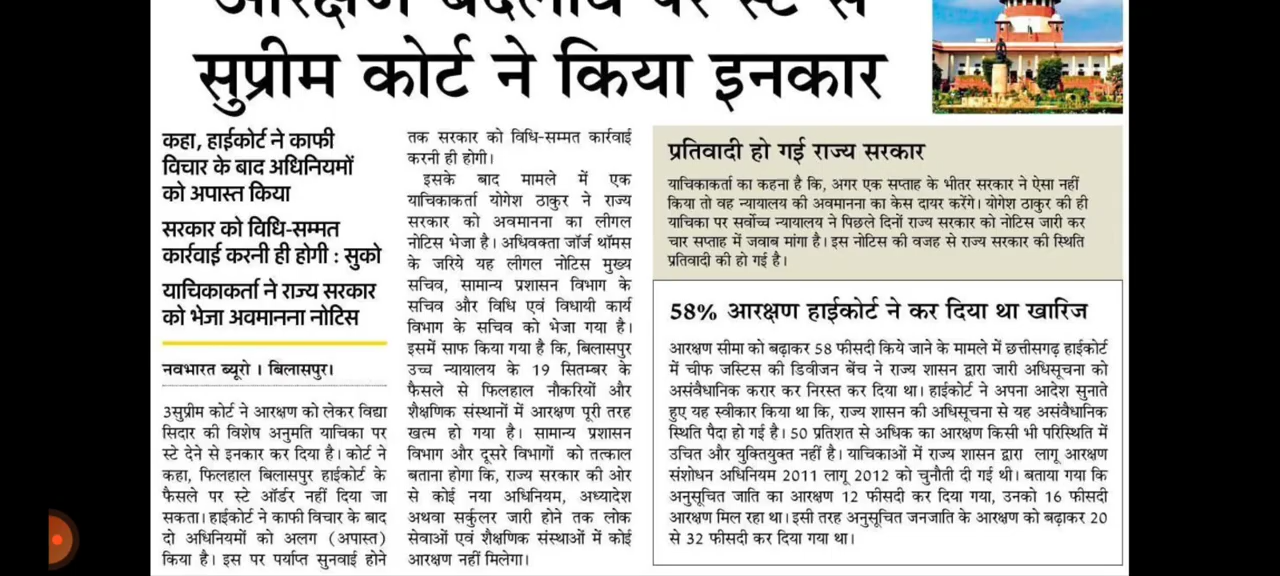 आरक्षण बदलाव पर स्टे से
सुप्रीम कोर्ट ने किया इनकार
कहा, हाईकोर्ट ने काफी
विचार के बाद अधिनियमों
को अपास्त किया
सरकार को विधि-सम्मत
कार्रवाई करनी ही होगी : सुको
याचिकाकर्ता ने राज्य सरकार
को भेजा अवमानना नोटिस
नवभारत ब्यूरो । बिलासपुर।
3सुप्रीम कोर्ट ने आरक्षण को लेकर विद्या
सिदार की विशेष अनुमति याचिका पर
स्टे देने से इनकार कर दिया है। कोर्ट ने
कहा, फिलहाल बिलासपुर हाईकोर्ट के
फैसले पर स्टे ऑर्डर नहीं दिया जा
सकता। हाईकोर्ट ने काफी विचार के बाद
दो अधिनियमों को अलग (अपास्त)
किया है। इस पर पर्याप्त सुनवाई होने
तक सरकार को विधि-सम्मत कार्रवाई
करनी ही होगी।
इसके बाद मामले में एक
याचिकाकर्ता योगेश ठाकुर ने राज्य
सरकार को अवमानना का लीगल
नोटिस भेजा है। अधिवक्ता जॉर्ज थॉमस
के जरिये यह लीगल नोटिस मुख्य
सचिव, सामान्य प्रशासन विभाग के
सचिव और विधि एवं विधायी कार्य
विभाग के सचिव को भेजा गया है।
इसमें साफ किया गया है कि, बिलासपुर
उच्च न्यायालय के 19 सितम्बर के
फैसले से फिलहाल नौकरियों और
शैक्षणिक संस्थानों में आरक्षण पूरी तरह
खत्म हो गया है। सामान्य प्रशासन
विभाग और दूसरे विभागों को तत्काल
बताना होगा कि, राज्य सरकार की ओर
से कोई नया अधिनियम, अध्यादेश
अथवा सर्कुलर जारी होने तक लोक
सेवाओं एवं शैक्षणिक संस्थाओं में कोई
आरक्षण नहीं मिलेगा।
प्रतिवादी हो गई राज्य सरकार
याचिकाकर्ता का कहना है कि, अगर एक सप्ताह के भीतर सरकार ने ऐसा नहीं
किया तो वह न्यायालय की अवमानना का केस दायर करेंगे। योगेश ठाकुर की ही
याचिका पर सर्वोच्च न्यायालय ने पिछले दिनों राज्य सरकार को नोटिस जारी कर
चार सप्ताह में जवाब मांगा है। इस नोटिस की वजह से राज्य सरकार की स्थिति
प्रतिवादी की हो गई है।
58% आरक्षण हाईकोर्ट ने कर दिया था खारिज
आरक्षण सीमा को बढ़ाकर 58 फीसदी किये जाने के मामले में छत्तीसगढ़ हाईकोर्ट
में चीफ जस्टिस की डिवीजन बेंच ने राज्य शासन द्वारा जारी अधिसूचना को
असंवैधानिक करार कर निरस्त कर दिया था। हाईकोर्ट ने अपना आदेश सुनाते
हुए यह स्वीकार किया था कि, राज्य शासन की अधिसूचना से यह असंवैधानिक
स्थिति पैदा हो गई है। 50 प्रतिशत से अधिक का आरक्षण किसी भी परिस्थिति में
उचित और युक्तियुक्त नहीं है। याचिकाओं में राज्य शासन द्वारा लागू आरक्षण
संशोधन अधिनियम 2011 लागू 2012 को चुनौती दी गई थी। बताया गया कि
अनुसूचित जाति का आरक्षण 12 फीसदी कर दिया गया, उनको 16 फीसदी
आरक्षण मिल रहा था। इसी तरह अनुसूचित जनजाति के आरक्षण को बढ़ाकर 20
से 32 फीसदी कर दिया गया था।